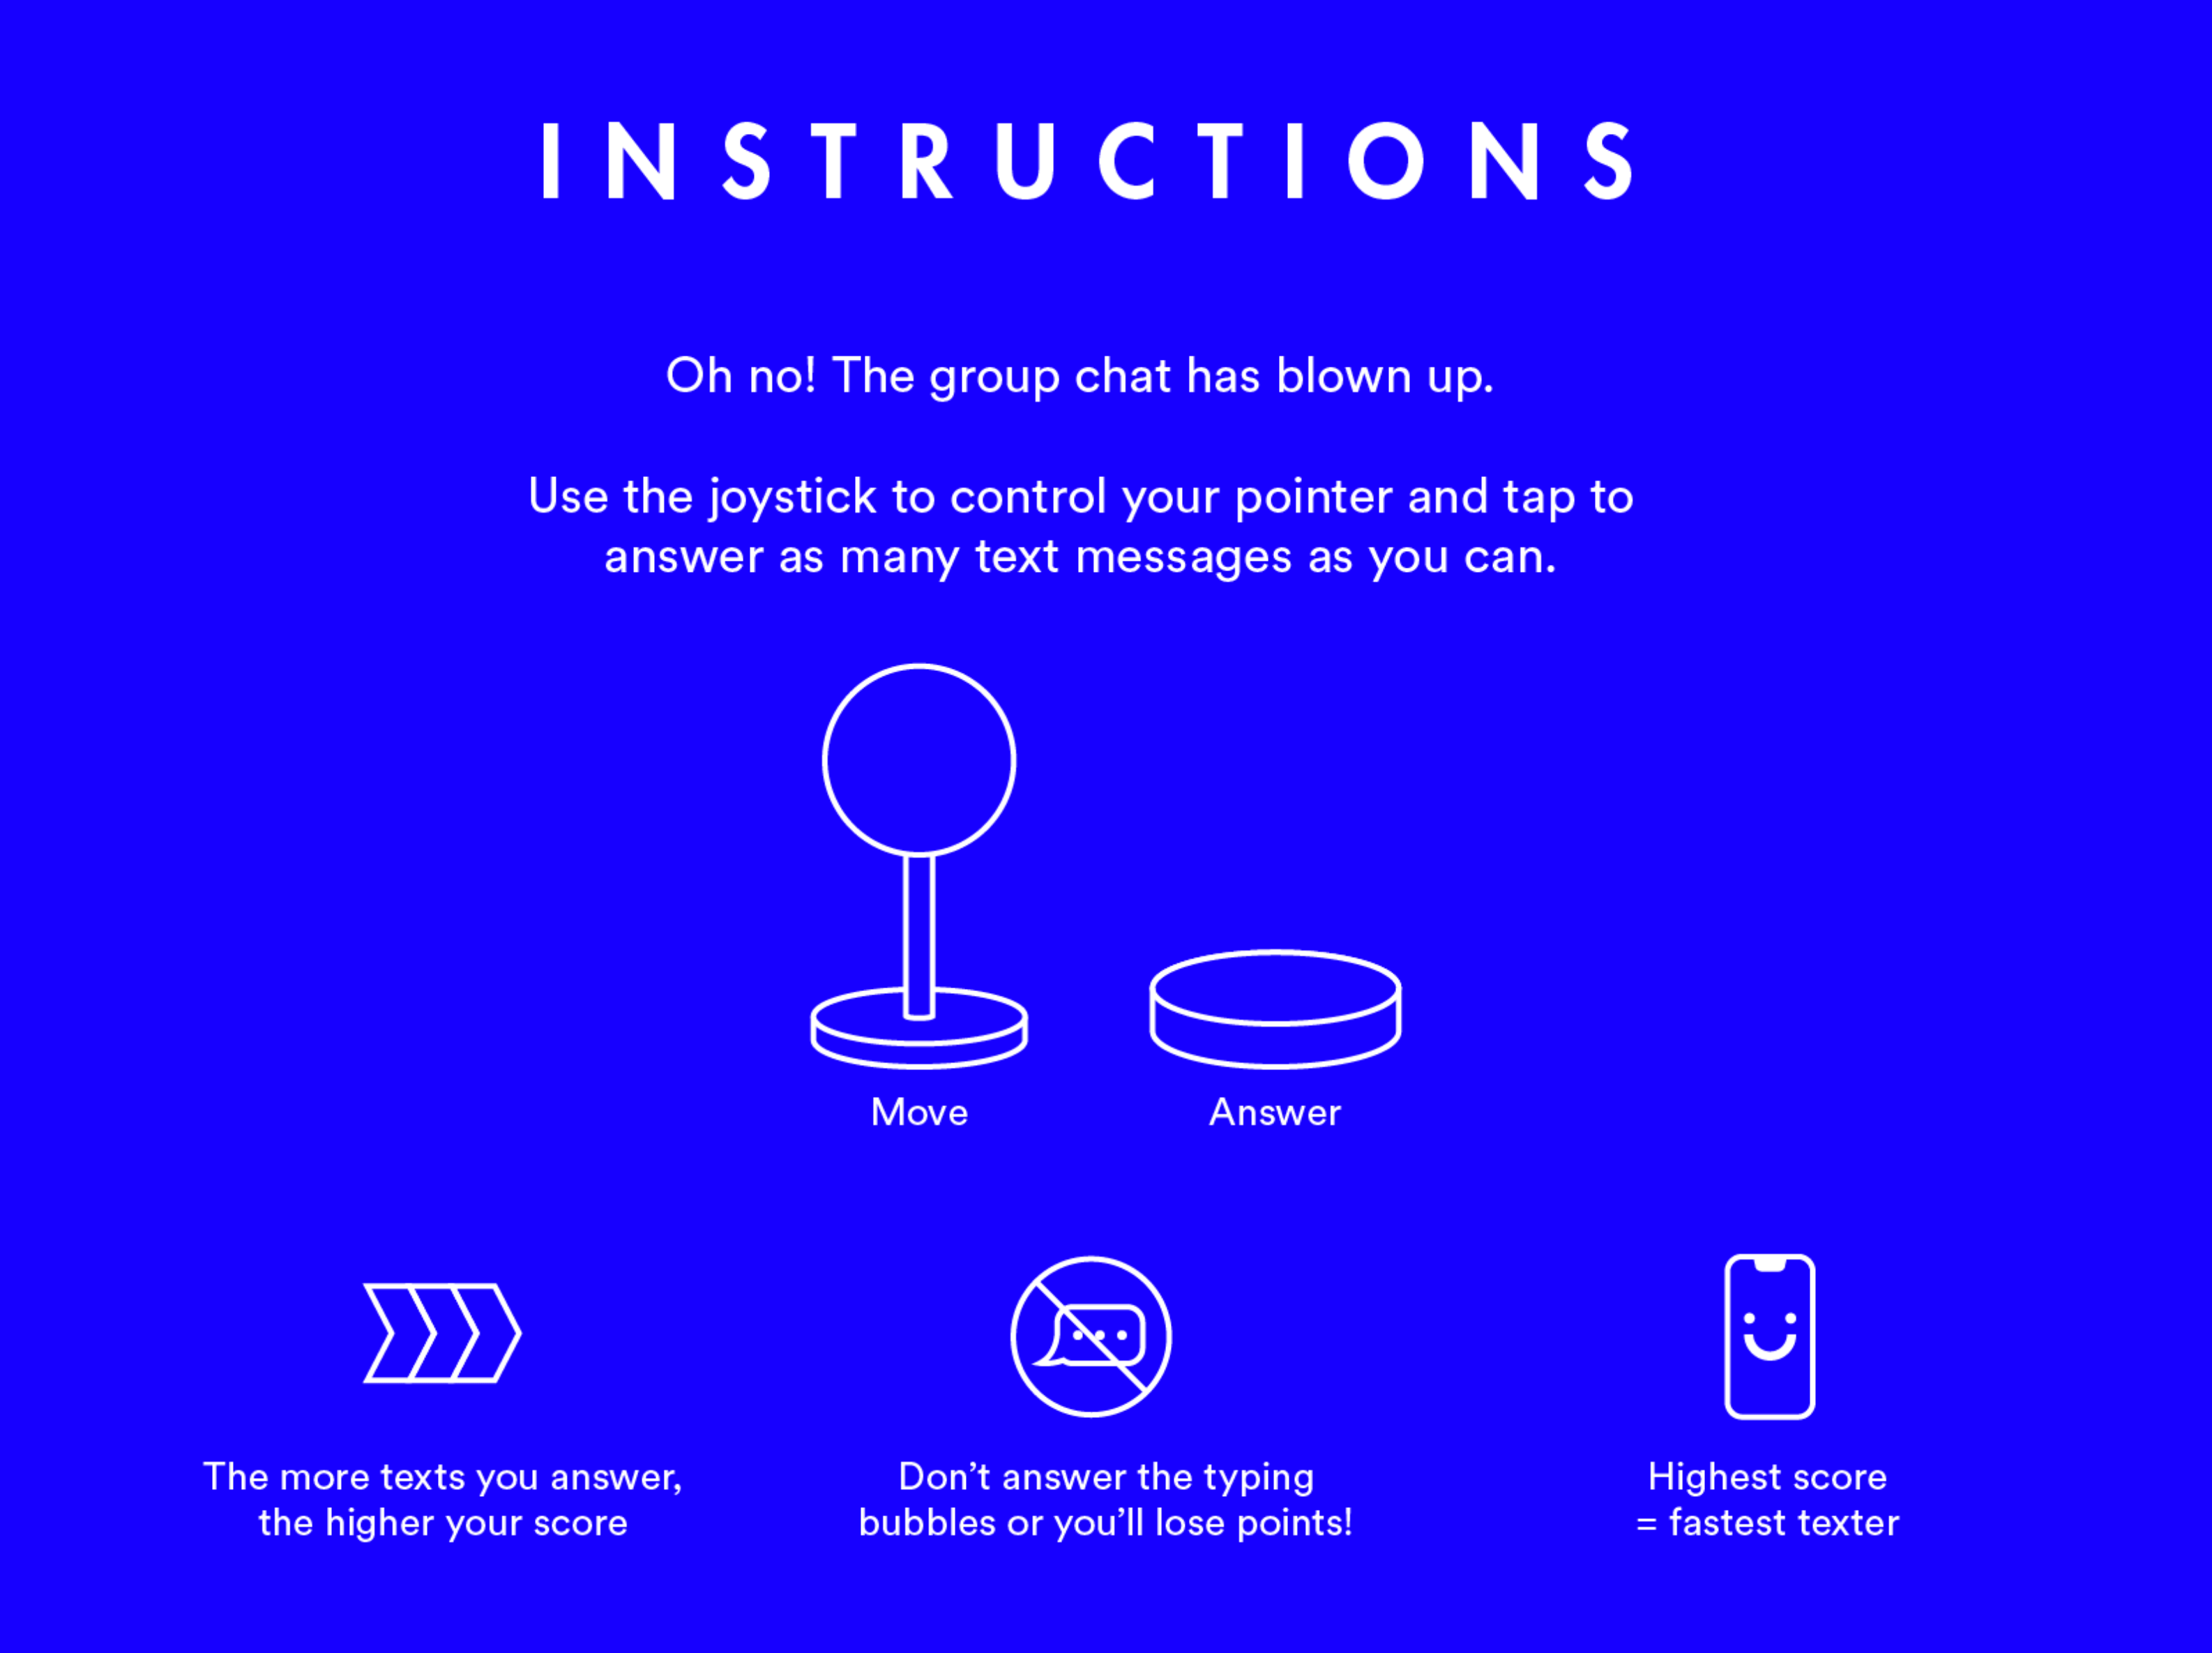 INSTRUCTIONS
Oh no! The group chat has blown up.
Use the joystick to control your pointer and tap to
answer as many text messages as you can.
Move
Answer
The more texts you answer,
the higher your score
Don’t answer the typing
bubbles or you’ll lose points!
Highest score
= fastest texter